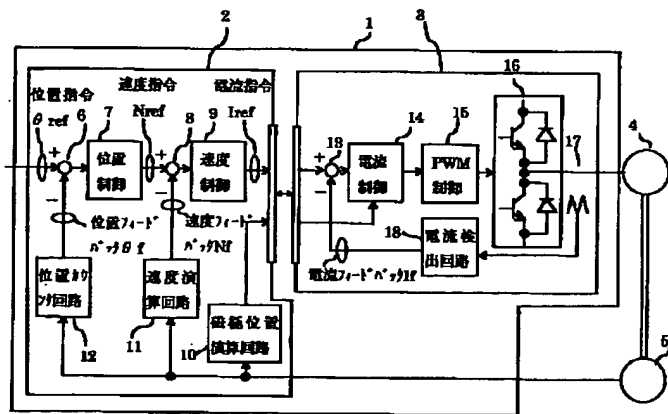 1
2
3
位置指令
θ ref
速度指令
Nref
電流指令
Iref
6
7
8
9
13
14
15
16
17
4
+
−
位置
制御
+
−
速度
制御
+
−
電流
制御
PWM
制御
位置フィード
バックθf
速度フィード
バックNf
電流フィードバックIf
18
電流検
出回路
位置カウ
ンタ回路
12
速度演
算回路
11
磁極位置
演算回路
10
5